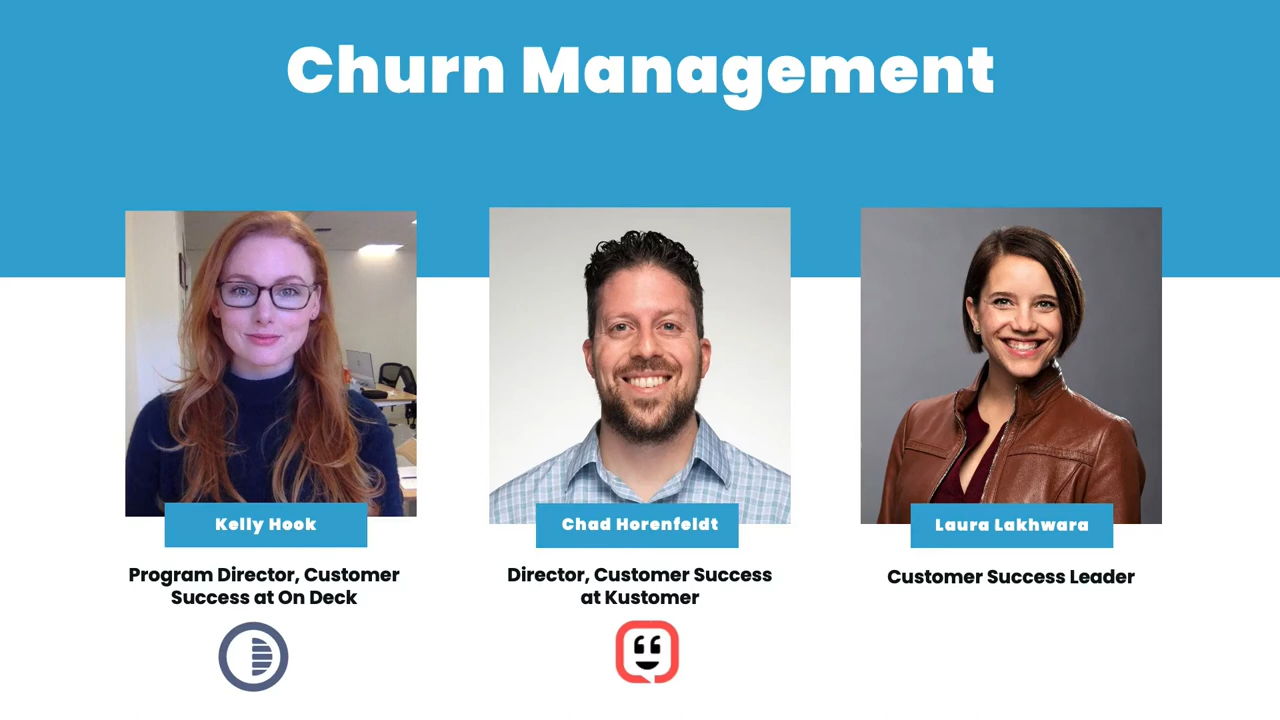 Churn Management
Kelly Hook
Chad Horenfeldt
Laura Lakhwara
Program Director, Customer
Success at On Deck
Director, Customer Success
at Kustomer
Customer Success Leader